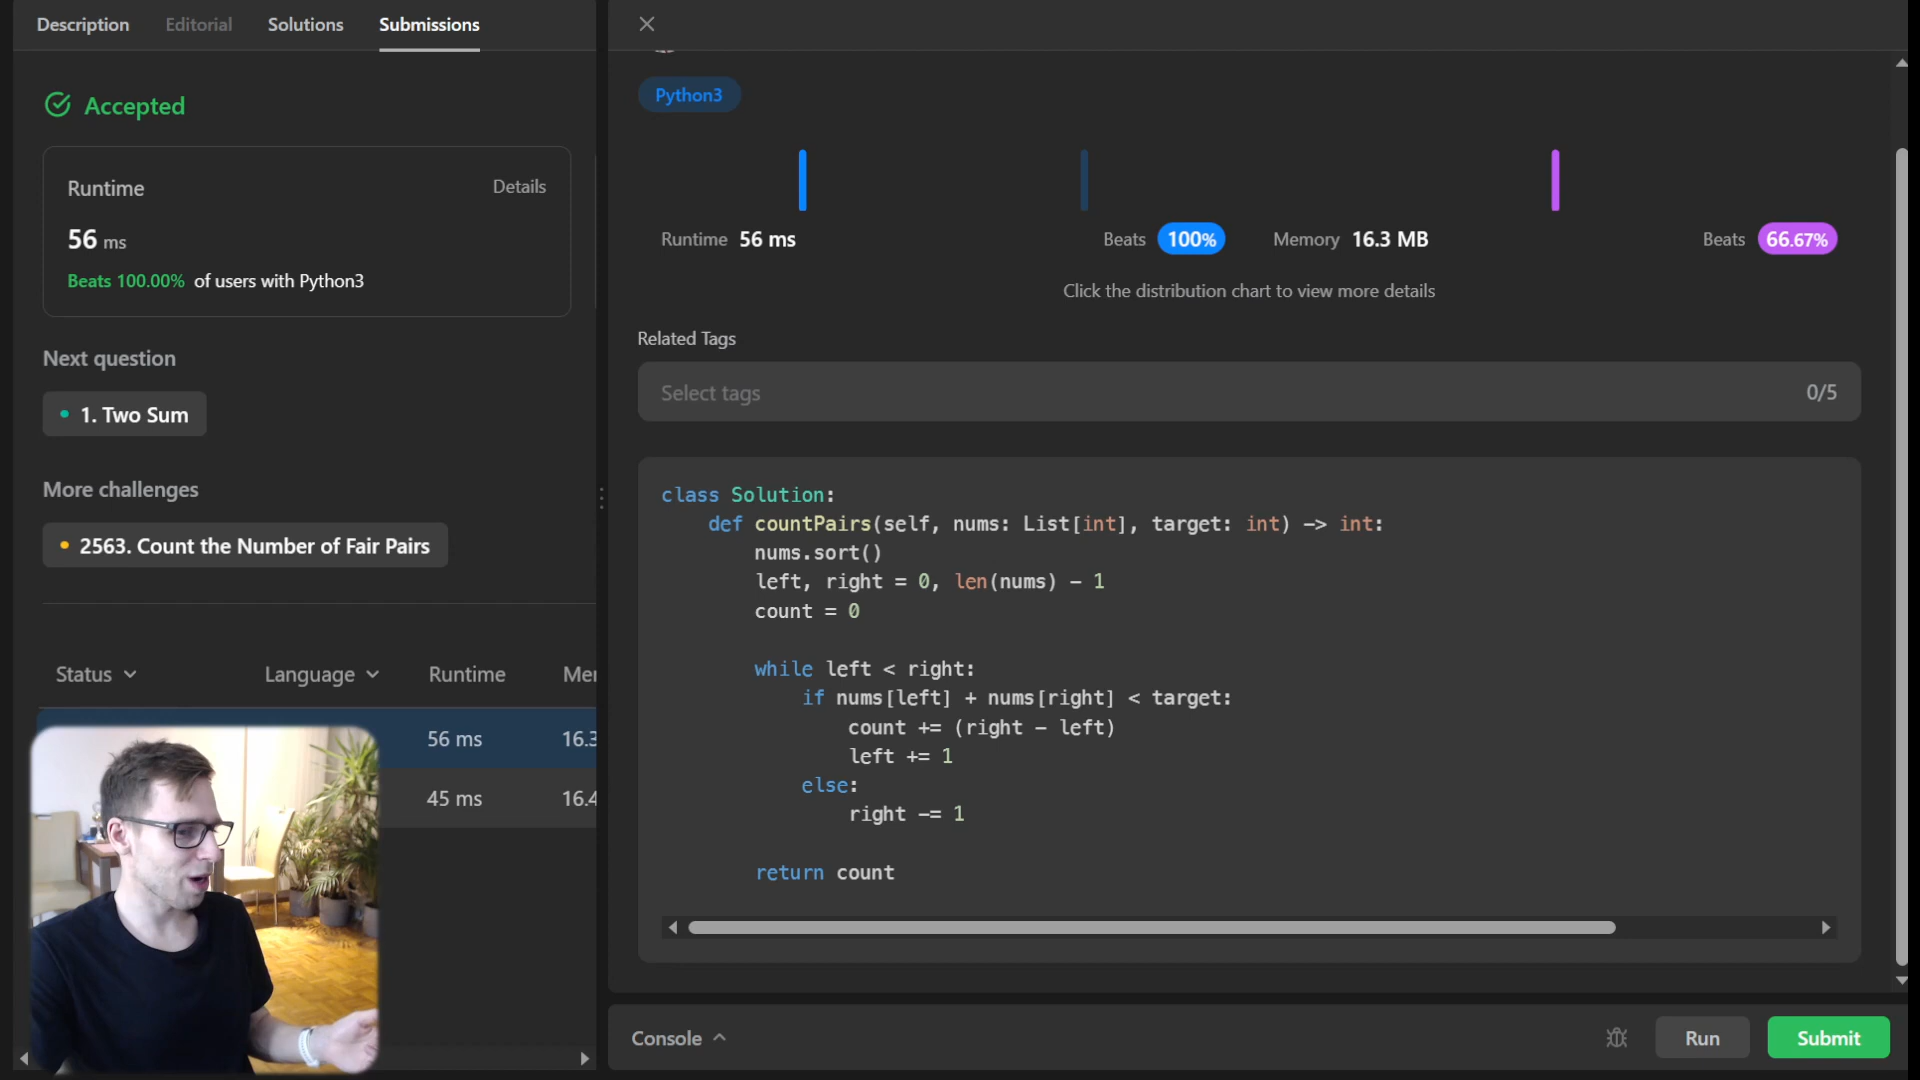 Description
Editorial
Solutions
Submissions
Accepted
Runtime
Details
56 ms
Beats 100.00% of users with Python3
Next question
1. Two Sum
More challenges
2563. Count the Number of Fair Pairs
Status
Language
Runtime
Mer
56 ms
16.3
45 ms
16.4
Python3
Runtime 56 ms
Beats 100%
Memory 16.3 MB
Beats 66.67%
Click the distribution chart to view more details
Related Tags
Select tags
0/5
class Solution:
    def countPairs(self, nums: List[int], target: int) -> int:
        nums.sort()
        left, right = 0, len(nums) - 1
        count = 0
        while left < right:
            if nums[left] + nums[right] < target:
                count += (right - left)
                left += 1
            else:
                right -= 1
        return count
Console
Run
Submit